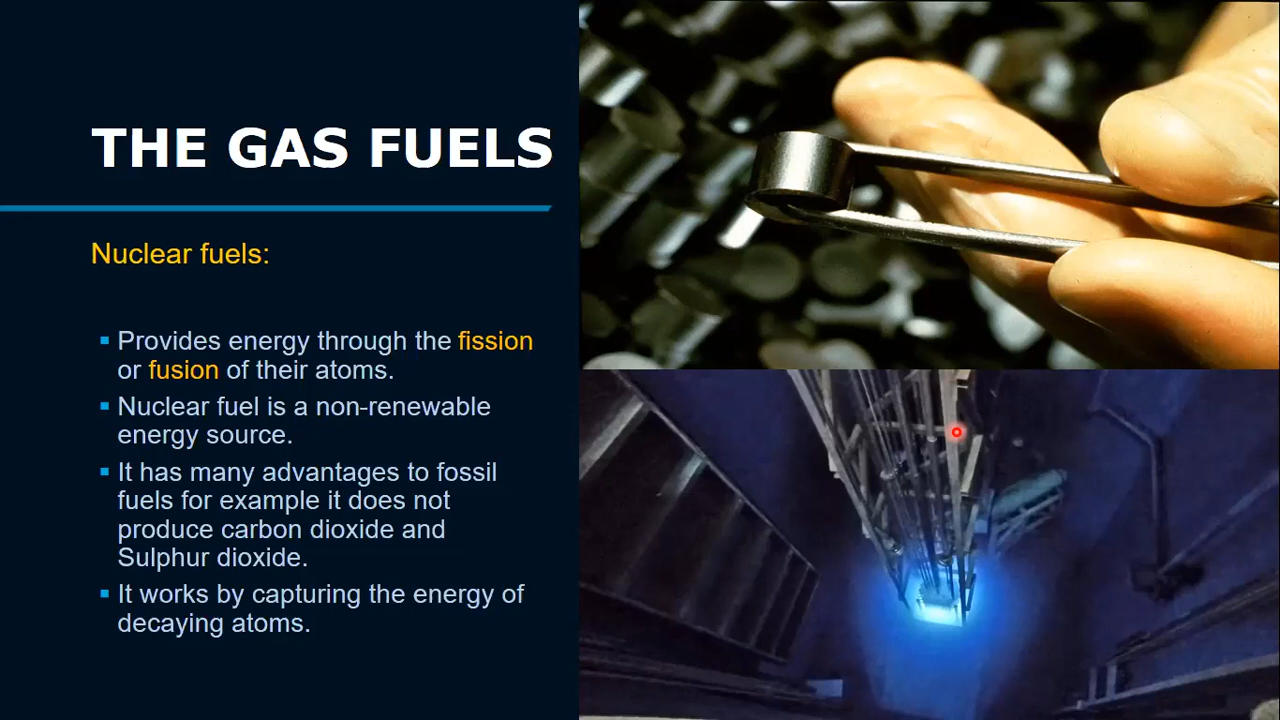 THE GAS FUELS
Nuclear fuels:
▪ Provides energy through the fission
or fusion of their atoms.
▪ Nuclear fuel is a non-renewable
energy source.
▪ It has many advantages to fossil
fuels for example it does not
produce carbon dioxide and
Sulphur dioxide.
▪ It works by capturing the energy of
decaying atoms.